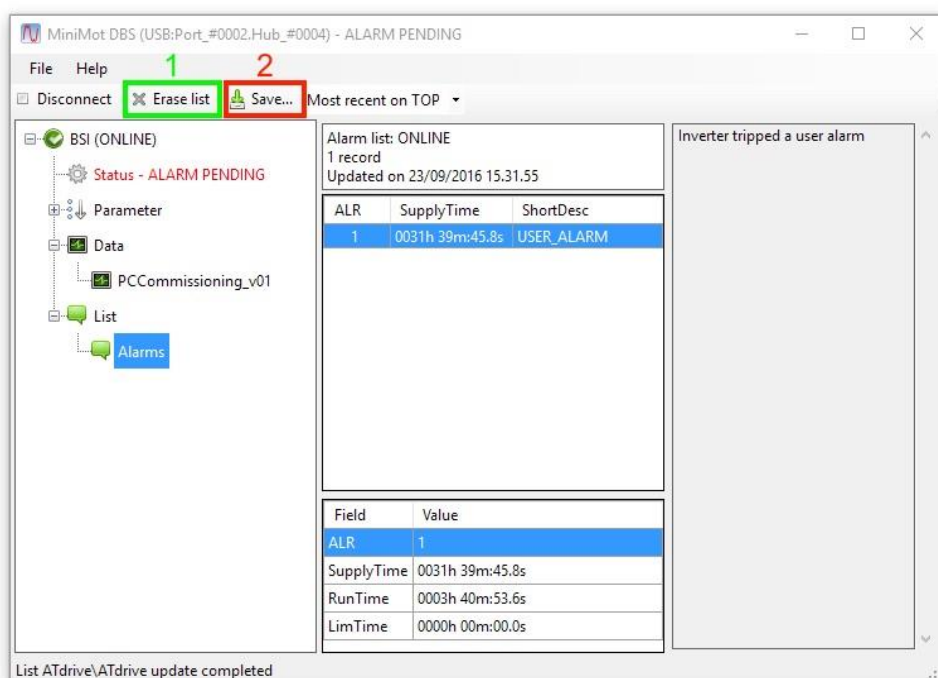 MiniMot DBS (USB:Port_#0002.Hub_#0004) - ALARM PENDING
File Help
1 2
Disconnect Erase list Save... Most recent on TOP
BSI (ONLINE)
Status - ALARM PENDING
Parameter
Data
PCCommissioning_v01
List
Alarms
Alarm list: ONLINE
1 record
Updated on 23/09/2016 15.31.55
ALR SupplyTime ShortDesc
1 0031h 39m:45.8s USER_ALARM
Field Value
ALR 1
SupplyTime 0031h 39m:45.8s
RunTime 0003h 40m:53.6s
LimTime 0000h 00m:00.0s
Inverter tripped a user alarm
List ATdrive\ATdrive update completed